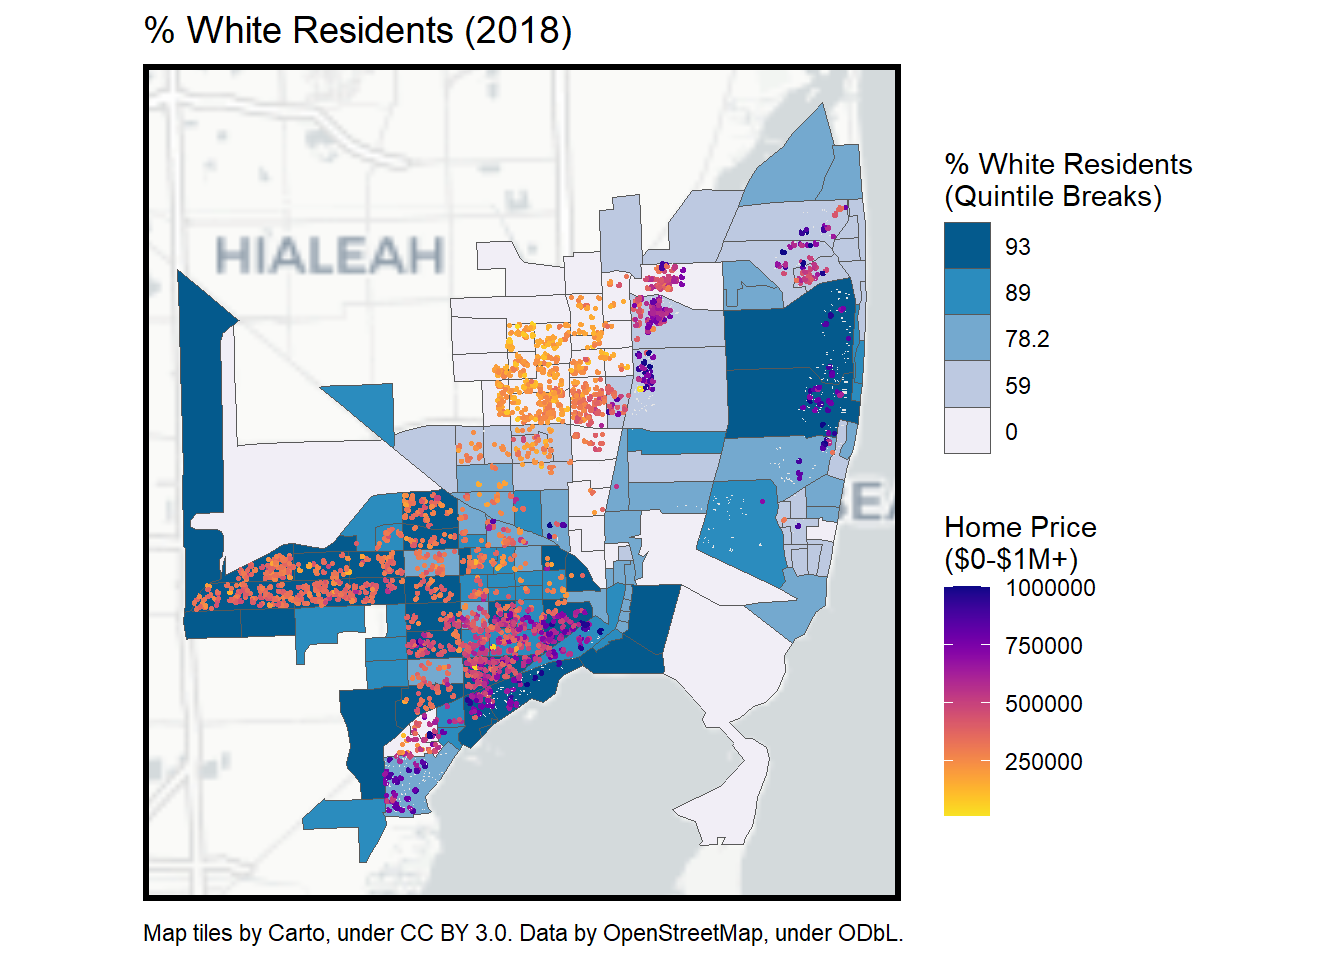 % White Residents (2018)
HIALEAH
% White Residents
(Quintile Breaks)
93
89
78.2
59
0
Home Price
($0-$1M+)
1000000
750000
500000
250000
Map tiles by Carto, under CC BY 3.0. Data by OpenStreetMap, under ODbL.